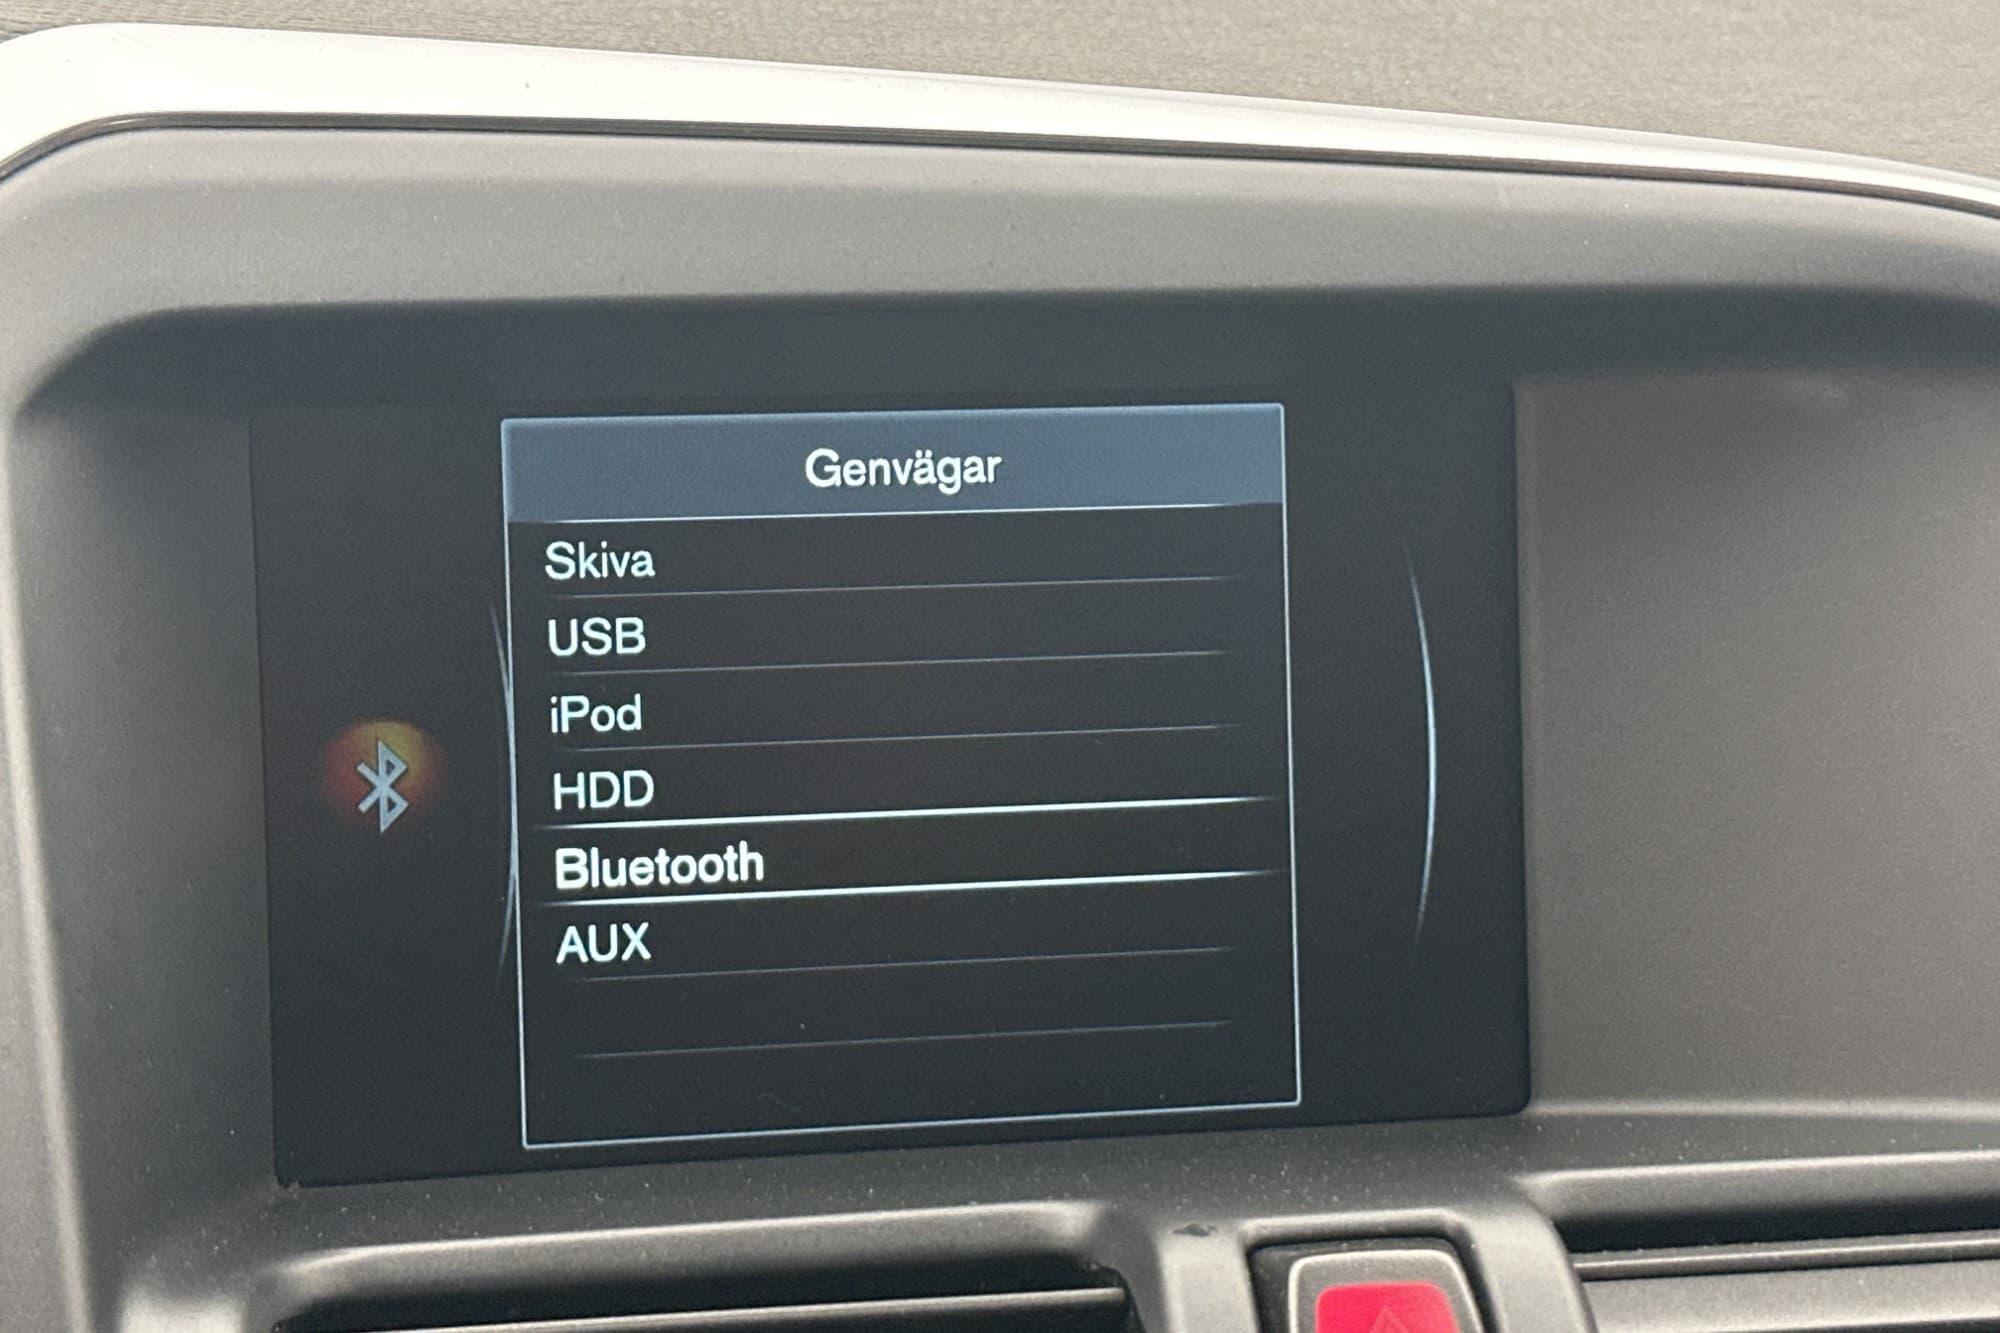 Genvägar
Skiva
USB
iPod
HDD
Bluetooth
AUX